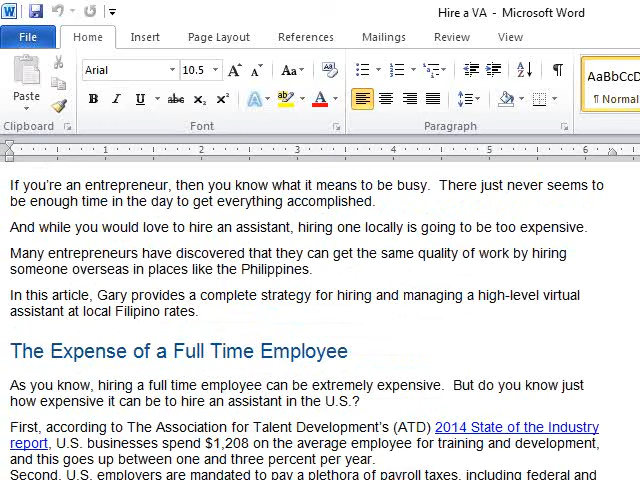 Hire a VA - Microsoft Word
File Home Insert Page Layout References Mailings Review View
Arial 10.5
Paste
AaBbCcD
¶ Normal
Clipboard Font Paragraph
1 2 3 4 5 6
If you're an entrepreneur, then you know what it means to be busy. There just never seems to
be enough time in the day to get everything accomplished.
And while you would love to hire an assistant, hiring one locally is going to be too expensive.
Many entrepreneurs have discovered that they can get the same quality of work by hiring
someone overseas in places like the Philippines.
In this article, Gary provides a complete strategy for hiring and managing a high-level virtual
assistant at local Filipino rates.
The Expense of a Full Time Employee
As you know, hiring a full time employee can be extremely expensive. But do you know just
how expensive it can be to hire an assistant in the U.S.?
First, according to The Association for Talent Development's (ATD) 2014 State of the Industry
report, U.S. businesses spend $1,208 on the average employee for training and development,
and this goes up between one and three percent per year.
Second, U.S. employers are mandated to pay a plethora of payroll taxes, including federal and